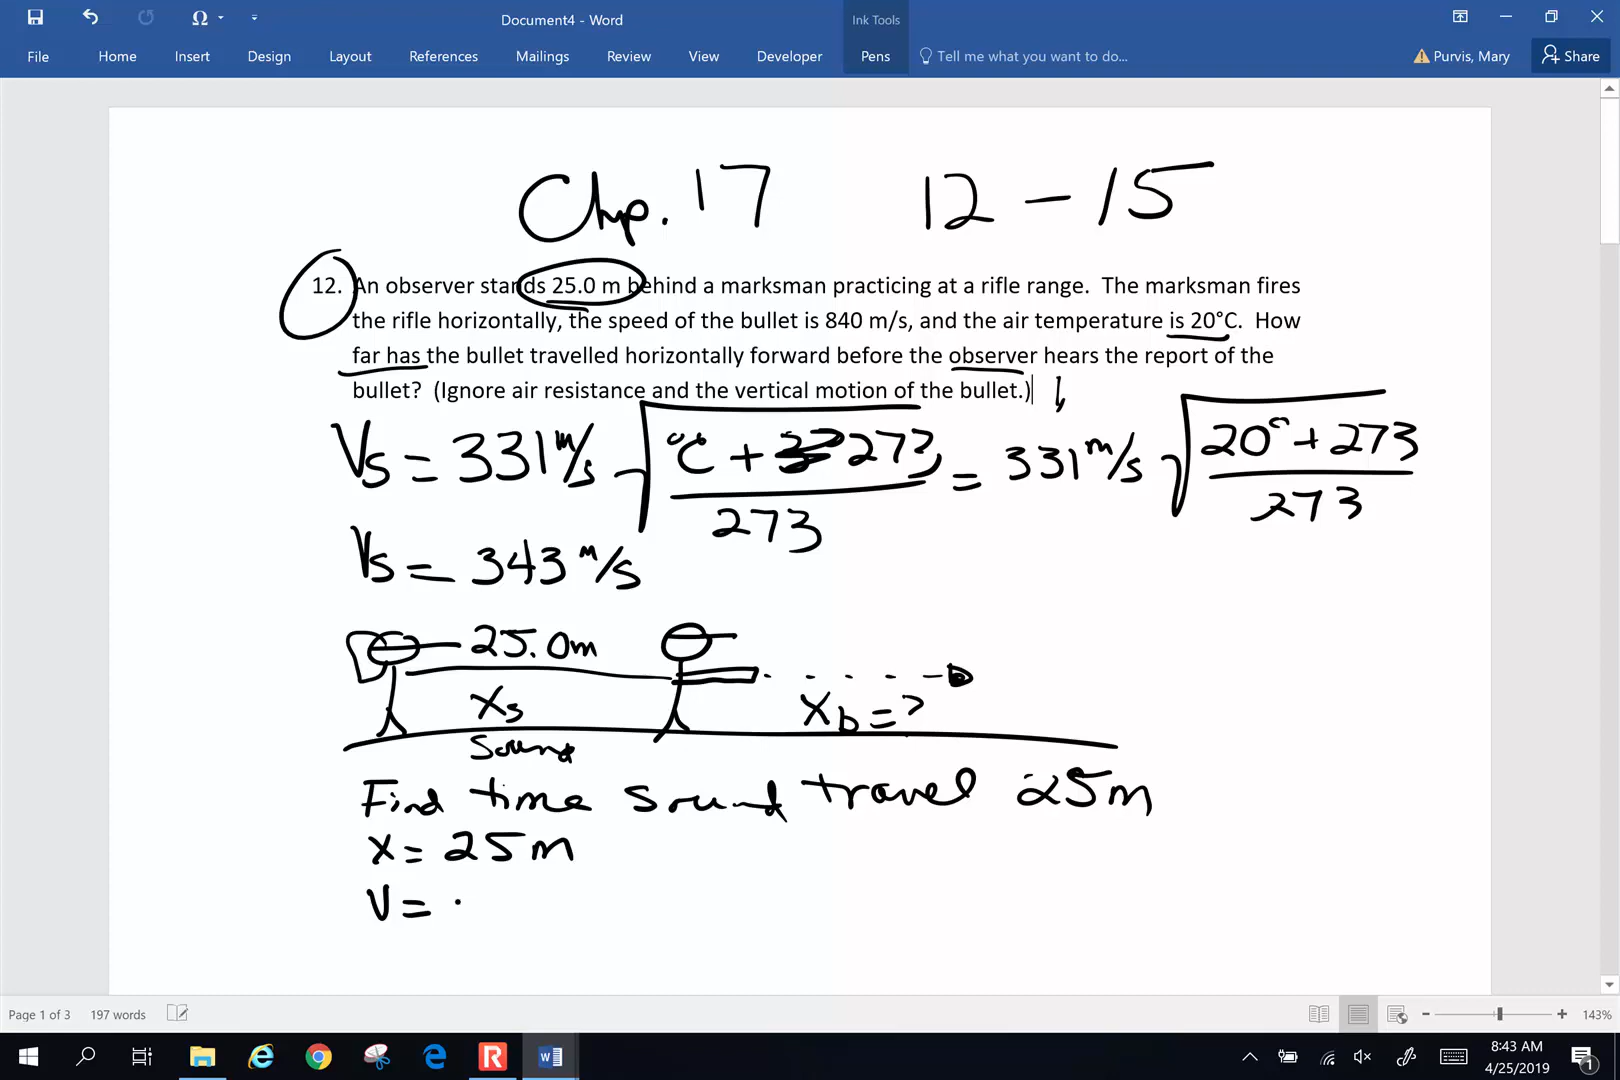 Document4 - Word
Ink Tools
File Home Insert Design Layout References Mailings Review View Developer Pens Tell me what you want to do... Purvis, Mary Share
Chp. 17 12 - 15
12. An observer stands 25.0 m behind a marksman practicing at a rifle range. The marksman fires
the rifle horizontally, the speed of the bullet is 840 m/s, and the air temperature is 20°C. How
far has the bullet travelled horizontally forward before the observer hears the report of the
bullet? (Ignore air resistance and the vertical motion of the bullet.)
Vs = 331 m/s √((°C + 273)/273) = 331 m/s √((20° + 273)/273)
Vs = 343 m/s
25.0m
Xs Xb = ?
Sound
Find time sound travel 25m
X = 25m
V =
Page 1 of 3 197 words 143%
8:43 AM
4/25/2019
1